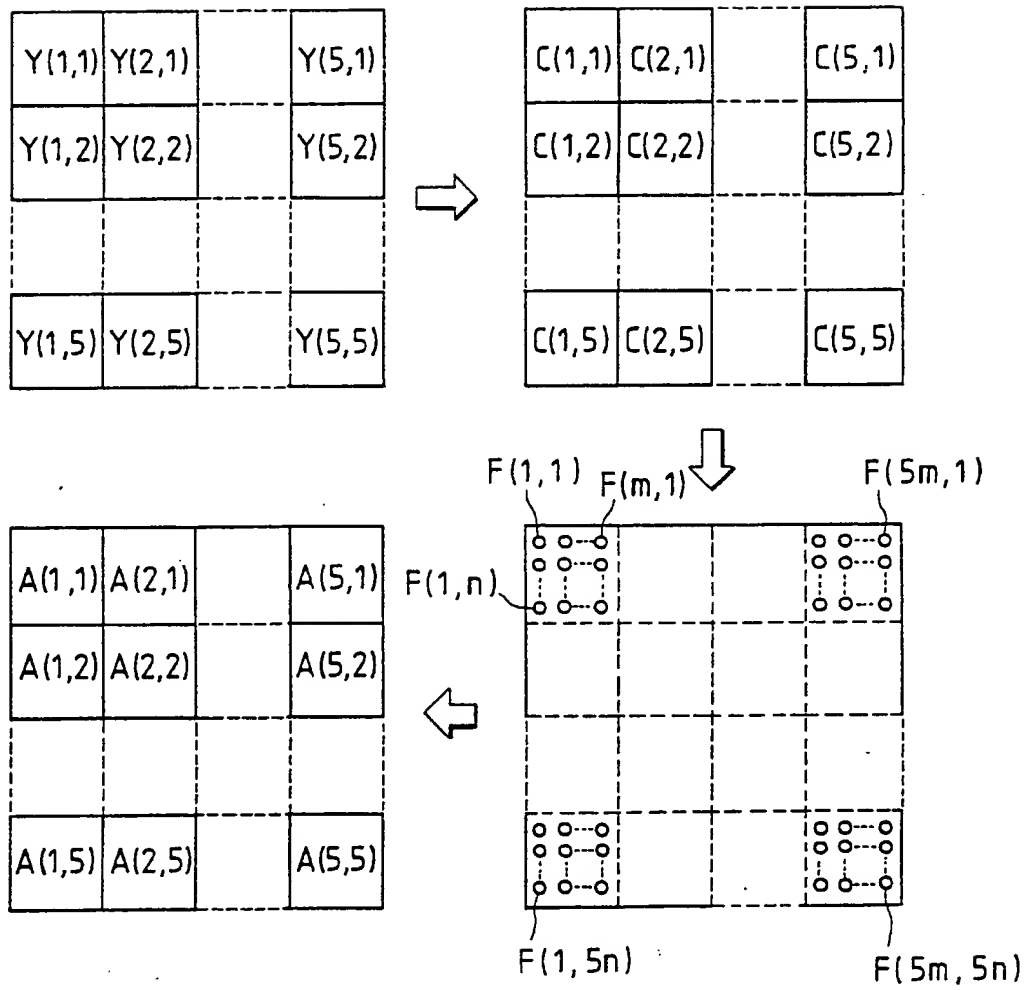 Y(1,1) Y(2,1) Y(5,1)
Y(1,2) Y(2,2) Y(5,2)
Y(1,5) Y(2,5) Y(5,5)
C(1,1) C(2,1) C(5,1)
C(1,2) C(2,2) C(5,2)
C(1,5) C(2,5) C(5,5)
F(1,1) F(m,1) F(5m,1)
F(1,n)
F(1,5n) F(5m,5n)
A(1,1) A(2,1) A(5,1)
A(1,2) A(2,2) A(5,2)
A(1,5) A(2,5) A(5,5)